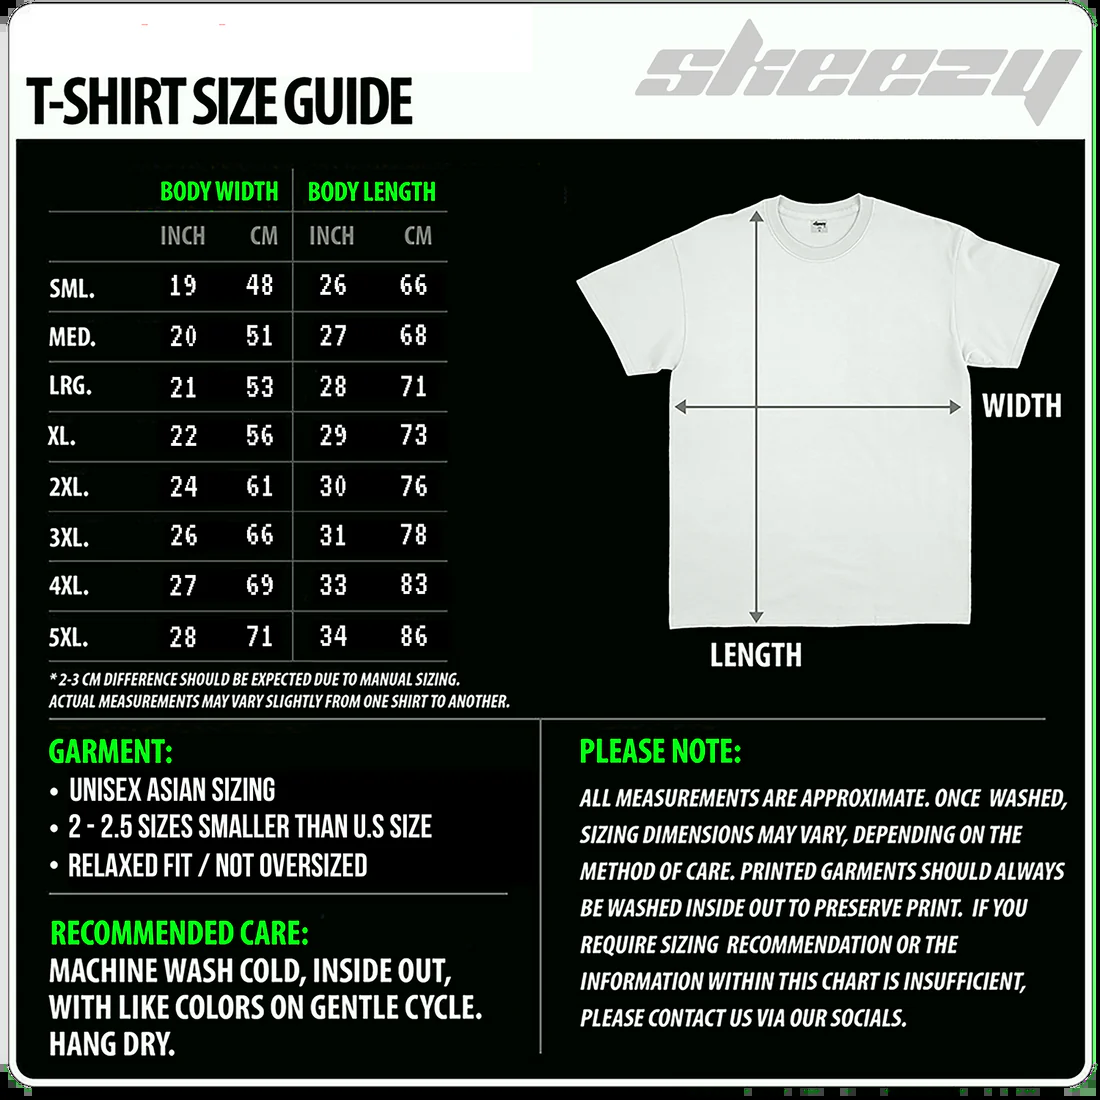 skeezy
T-SHIRT SIZE GUIDE
BODY WIDTH BODY LENGTH
INCH CM INCH CM
SML. 19 48 26 66
MED. 20 51 27 68
LRG. 21 53 28 71
XL. 22 56 29 73
2XL. 24 61 30 76
3XL. 26 66 31 78
4XL. 27 69 33 83
5XL. 28 71 34 86
* 2-3 CM DIFFERENCE SHOULD BE EXPECTED DUE TO MANUAL SIZING.
ACTUAL MEASUREMENTS MAY VARY SLIGHTLY FROM ONE SHIRT TO ANOTHER.
skeezy
WIDTH
LENGTH
GARMENT:
• UNISEX ASIAN SIZING
• 2 - 2.5 SIZES SMALLER THAN U.S SIZE
• RELAXED FIT / NOT OVERSIZED
RECOMMENDED CARE:
MACHINE WASH COLD, INSIDE OUT,
WITH LIKE COLORS ON GENTLE CYCLE.
HANG DRY.
PLEASE NOTE:
ALL MEASUREMENTS ARE APPROXIMATE. ONCE WASHED,
SIZING DIMENSIONS MAY VARY, DEPENDING ON THE
METHOD OF CARE. PRINTED GARMENTS SHOULD ALWAYS
BE WASHED INSIDE OUT TO PRESERVE PRINT. IF YOU
REQUIRE SIZING RECOMMENDATION OR THE
INFORMATION WITHIN THIS CHART IS INSUFFICIENT,
PLEASE CONTACT US VIA OUR SOCIALS.